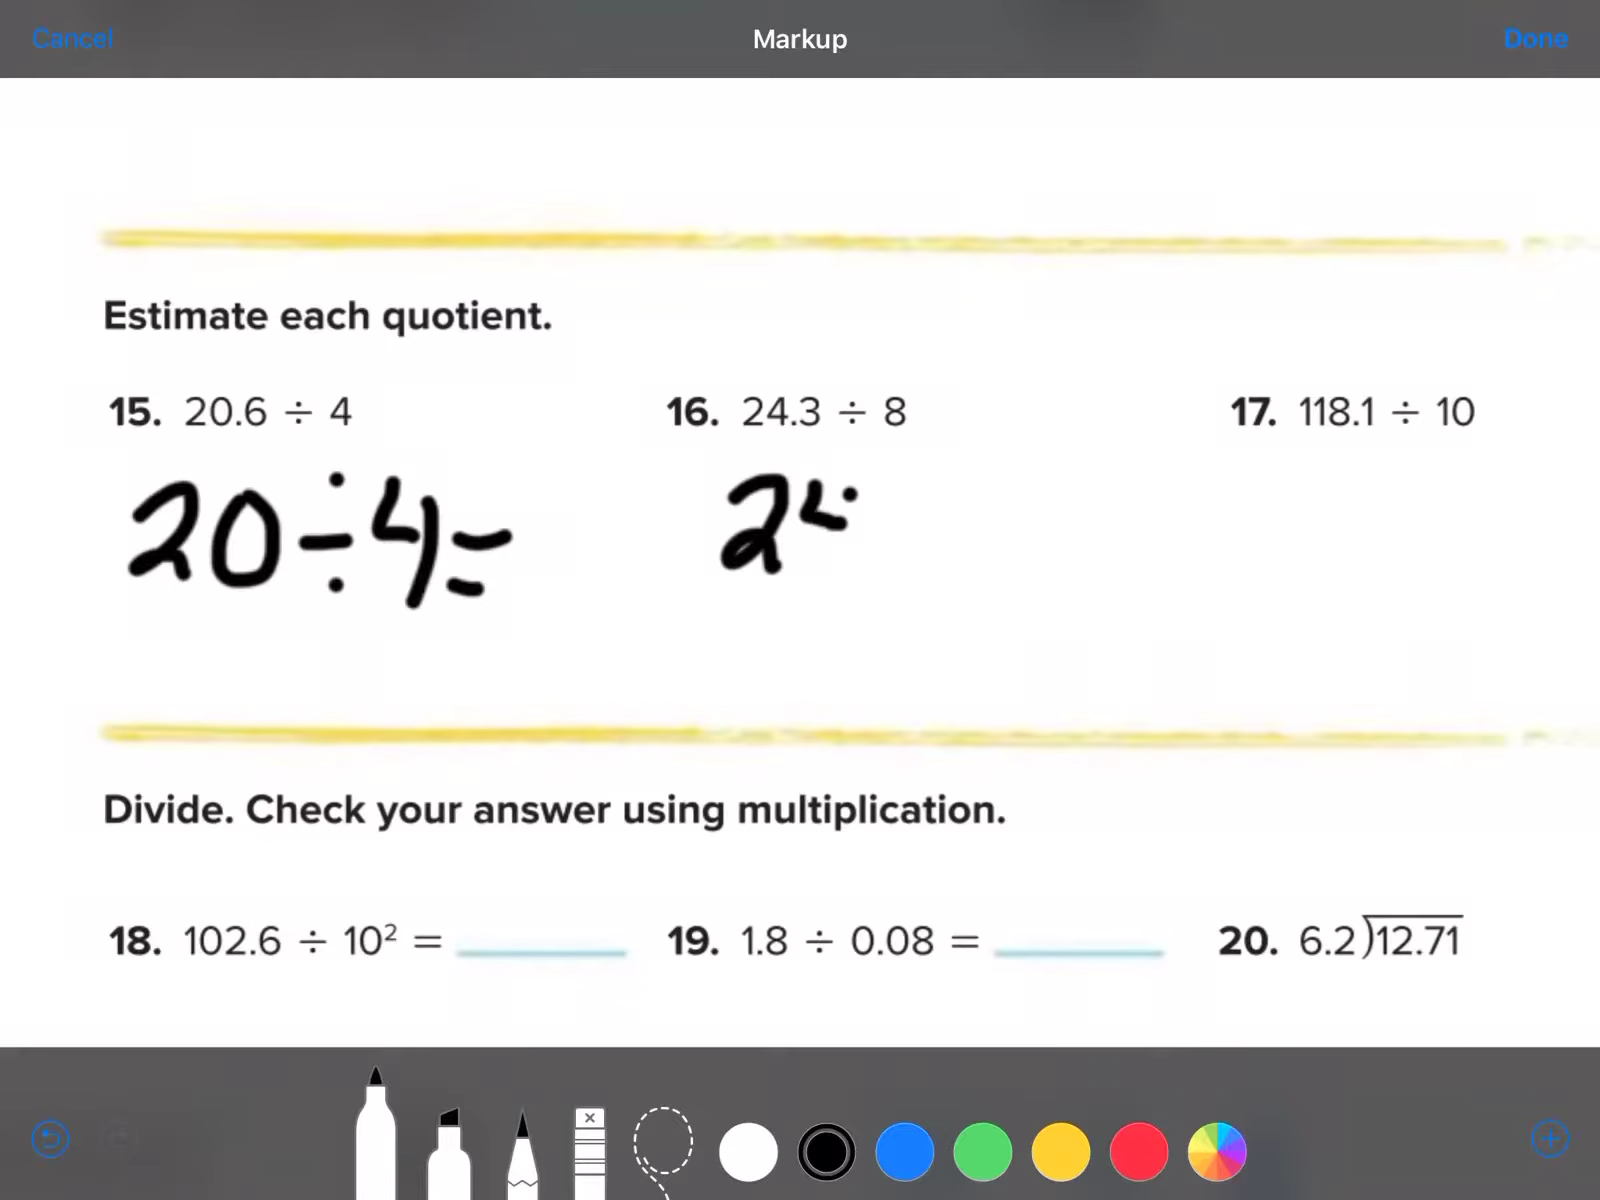 Cancel Markup Done
Estimate each quotient.
15. 20.6 ÷ 4 16. 24.3 ÷ 8 17. 118.1 ÷ 10
20÷4= 2
Divide. Check your answer using multiplication.
18. 102.6 ÷ 10² = 19. 1.8 ÷ 0.08 = 20. 6.2)12.71